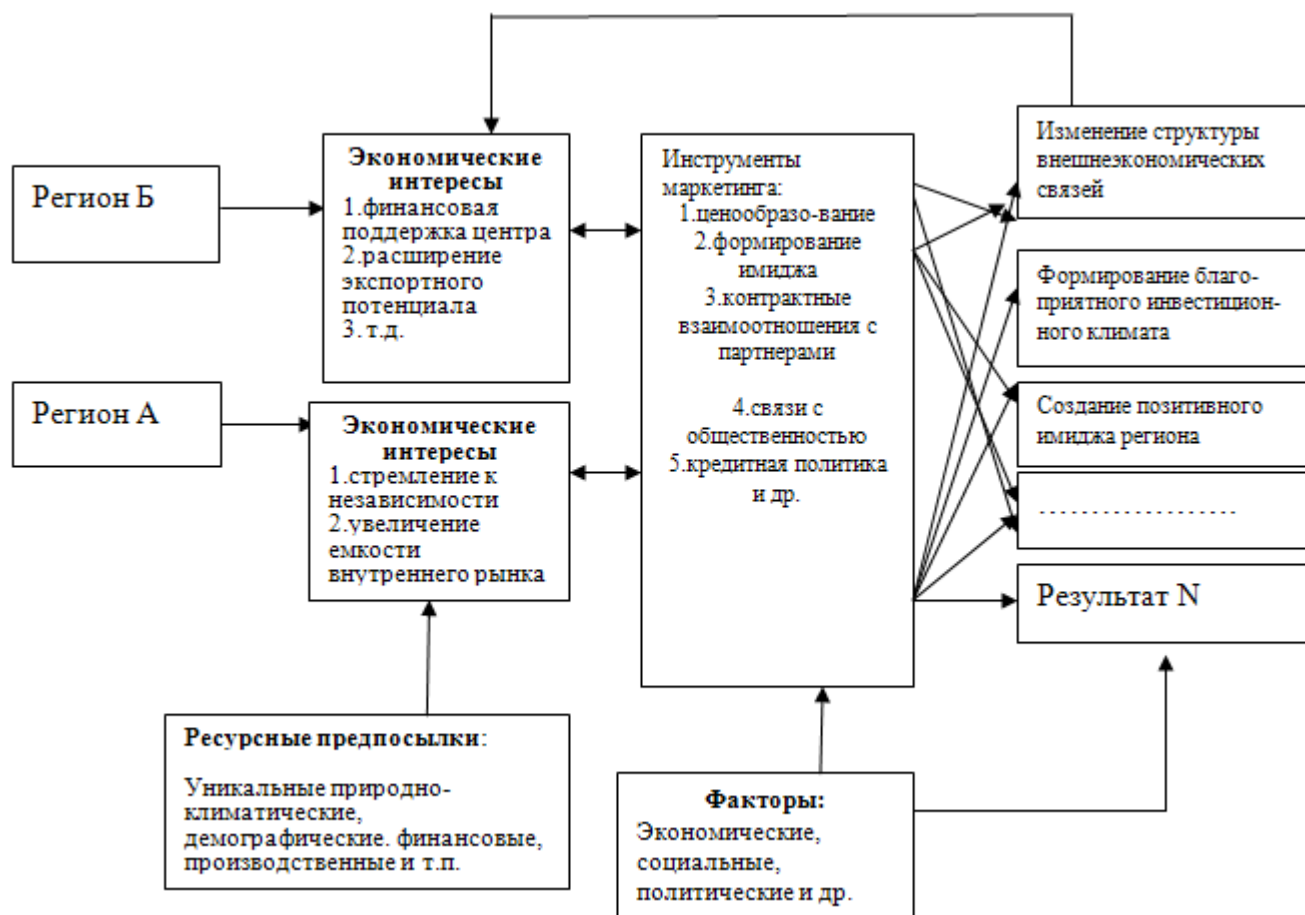 Регион Б
Экономические
интересы
1.финансовая
поддержка центра
2.расширение
экспортного
потенциала
3. т.д.
Инструменты
маркетинга:
1.ценообразо-вание
2.формирование
имиджа
3.контрактные
взаимоотношения с
партнерами
4.связи с
общественностью
5.кредитная политика
и др.
Изменение структуры
внешнеэкономических
связей
Формирование благо-
приятного инвестицион-
ного климата
Регион А
Экономические
интересы
1.стремление к
независимости
2.увеличение
емкости
внутреннего рынка
Создание позитивного
имиджа региона
...................
Результат N
Ресурсные предпосылки:
Уникальные природно-
климатические,
демографические. финансовые,
производственные и т.п.
Факторы:
Экономические,
социальные,
политические и др.